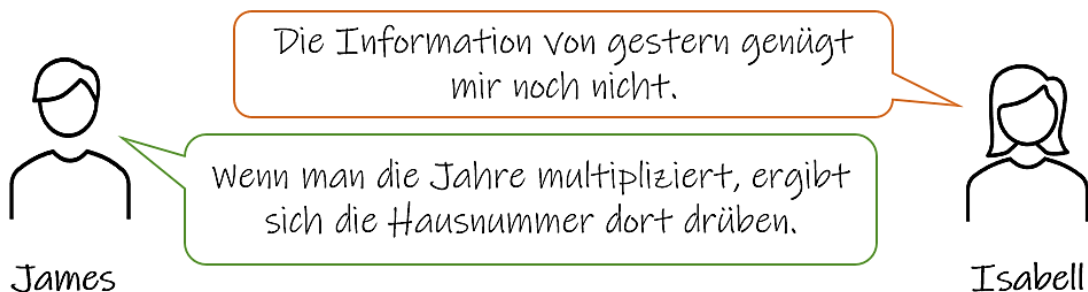 Die Information von gestern genügt
mir noch nicht.
Wenn man die Jahre multipliziert, ergibt
sich die Hausnummer dort drüben.
James
Isabell